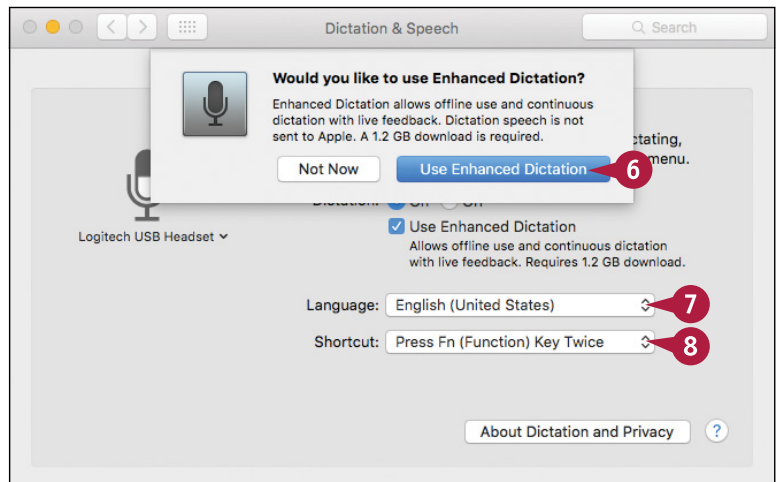 Dictation & Speech
Search
Would you like to use Enhanced Dictation?
Enhanced Dictation allows offline use and continuous
dictation with live feedback. Dictation speech is not
sent to Apple. A 1.2 GB download is required.
ctating,
menu.
Not Now
Use Enhanced Dictation
6
Dictation: On Off
Logitech USB Headset
Use Enhanced Dictation
Allows offline use and continuous dictation
with live feedback. Requires 1.2 GB download.
Language: English (United States)
7
Shortcut: Press Fn (Function) Key Twice
8
About Dictation and Privacy
?